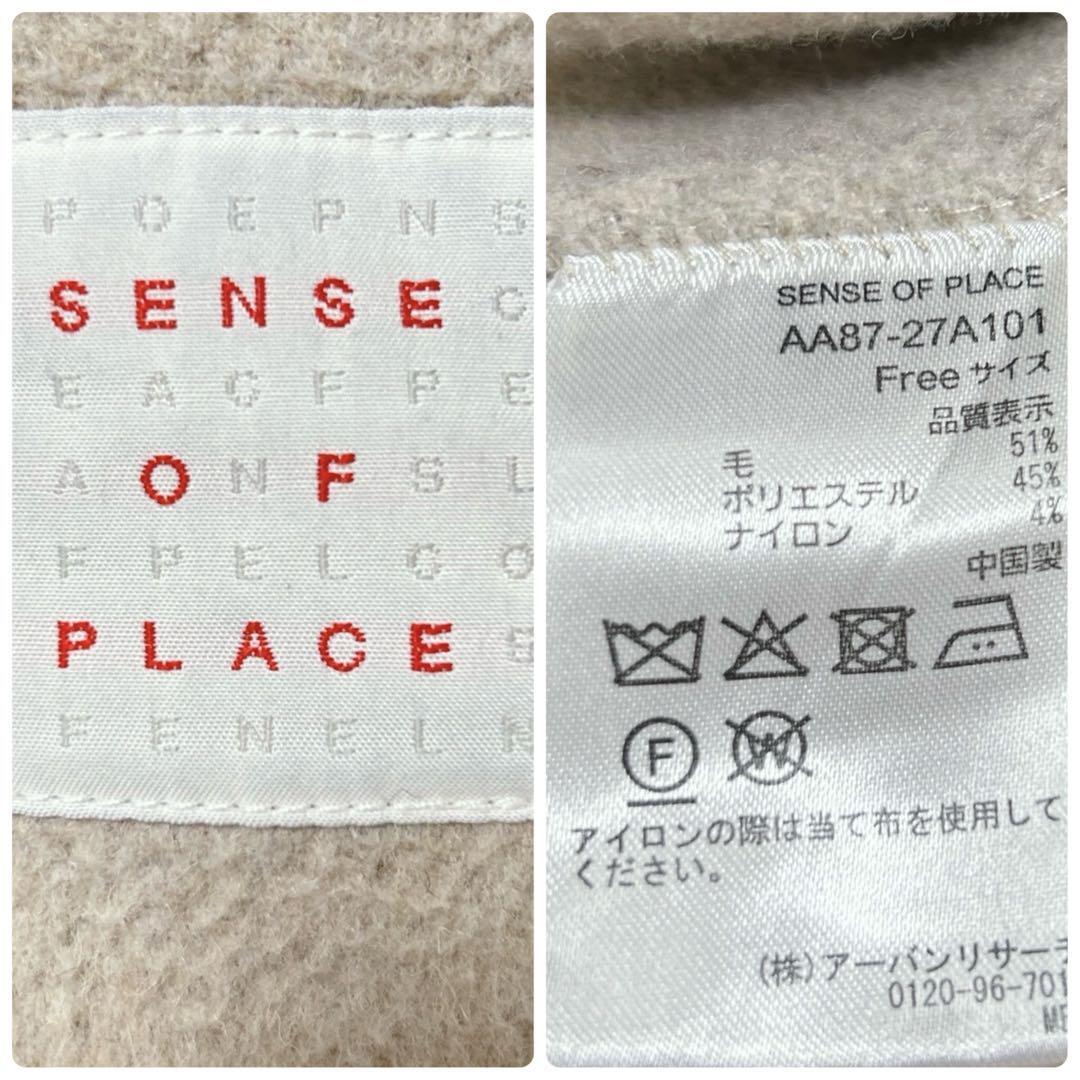 P O E P N S
S E N S E C
E A C F P E
A O N F S L
F P E L C O
P L A C E S
F E N E L N
SENSE OF PLACE
AA87-27A101
Free サイズ
品質表示
毛 51%
ポリエステル 45%
ナイロン 4%
中国製
F W
アイロンの際は当て布を使用して
ください。
(株)アーバンリサーチ
0120-96-701